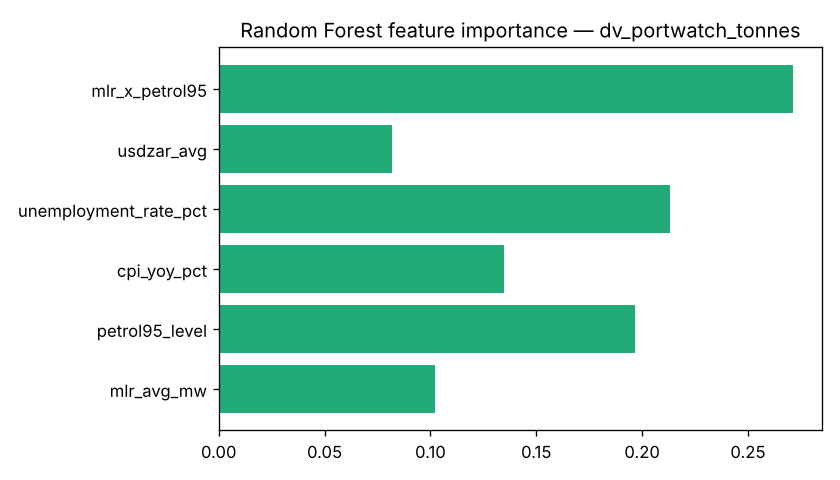 Random Forest feature importance — dv_portwatch_tonnes
mlr_x_petrol95
usdzar_avg
unemployment_rate_pct
cpi_yoy_pct
petrol95_level
mlr_avg_mw
0.00 0.05 0.10 0.15 0.20 0.25